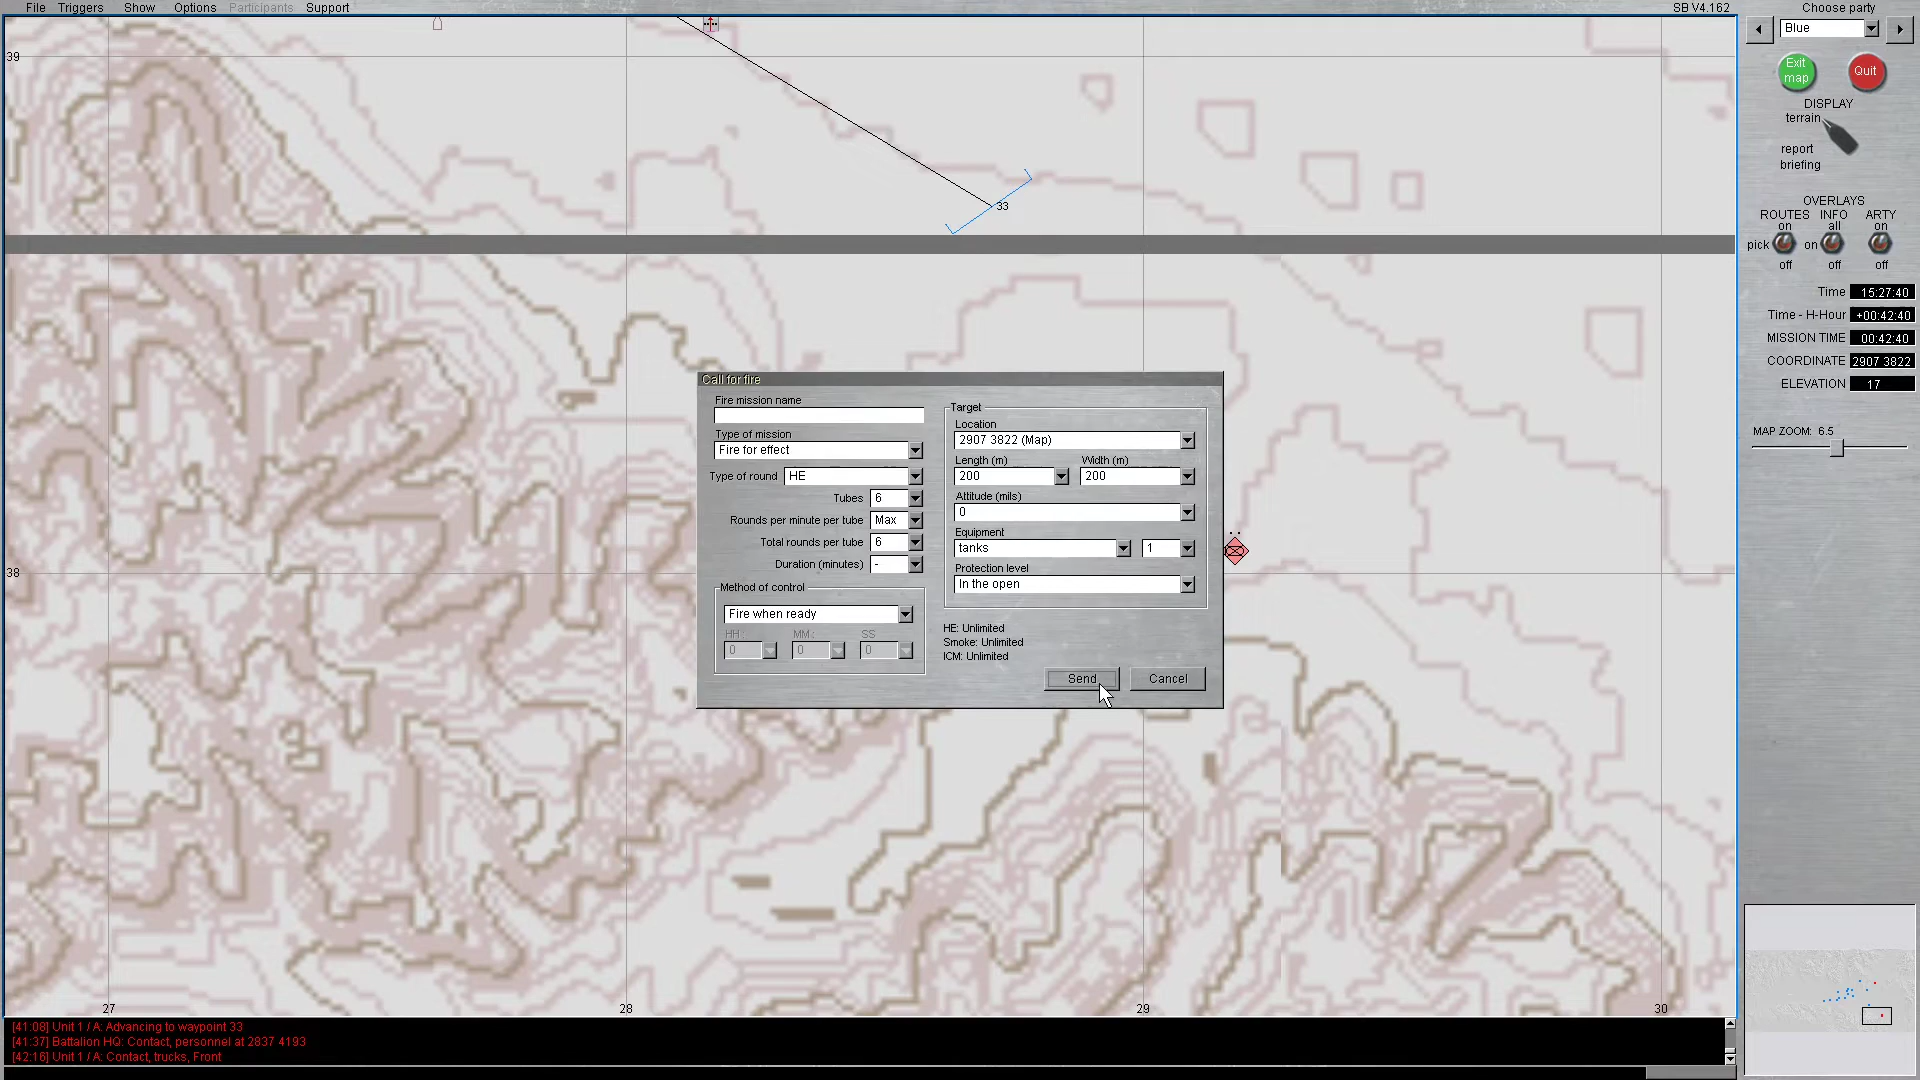 File Triggers Show Options Participants Support
SB V4.162
Choose party
Blue
Exit map
Quit
DISPLAY
terrain
report
briefing
OVERLAYS
ROUTES INFO ARTY
on all on
pick on
off off off
Time 15:27:40
Time - H-Hour +00:42:40
MISSION TIME 00:42:40
COORDINATE 2907 3822
ELEVATION 17
MAP ZOOM: 6.5
39
33
38
27 28 29 30
Call for fire
Fire mission name
Type of mission
Fire for effect
Type of round HE
Tubes 6
Rounds per minute per tube Max
Total rounds per tube 6
Duration (minutes) -
Method of control
Fire when ready
HH: MM: SS
0 0 0
Target
Location
2907 3822 (Map)
Length (m) Width (m)
200 200
Attitude (mils)
0
Equipment
tanks 1
Protection level
In the open
HE: Unlimited
Smoke: Unlimited
ICM: Unlimited
Send Cancel
[41:08] Unit 1 / A: Advancing to waypoint 33
[41:37] Battalion HQ: Contact, personnel at 2837 4193
[42:16] Unit 1 / A: Contact, trucks, Front